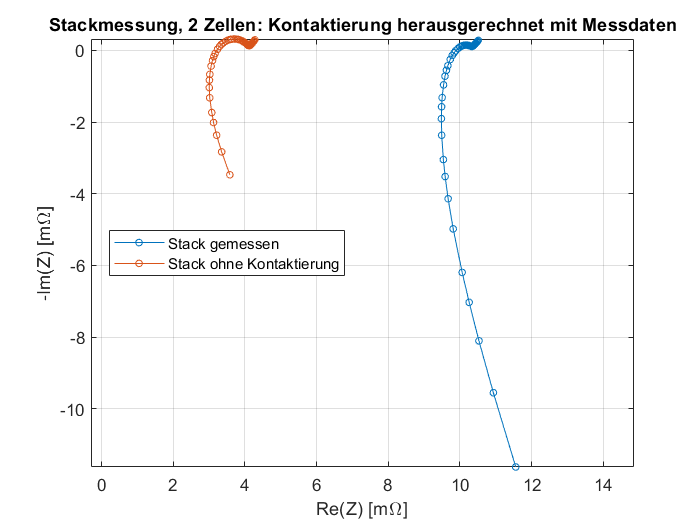 Stackmessung, 2 Zellen: Kontaktierung herausgerechnet mit Messdaten
0
-2
-4
-6
-8
-10
-Im(Z) [mΩ]
Stack gemessen
Stack ohne Kontaktierung
0 2 4 6 8 10 12 14
Re(Z) [mΩ]